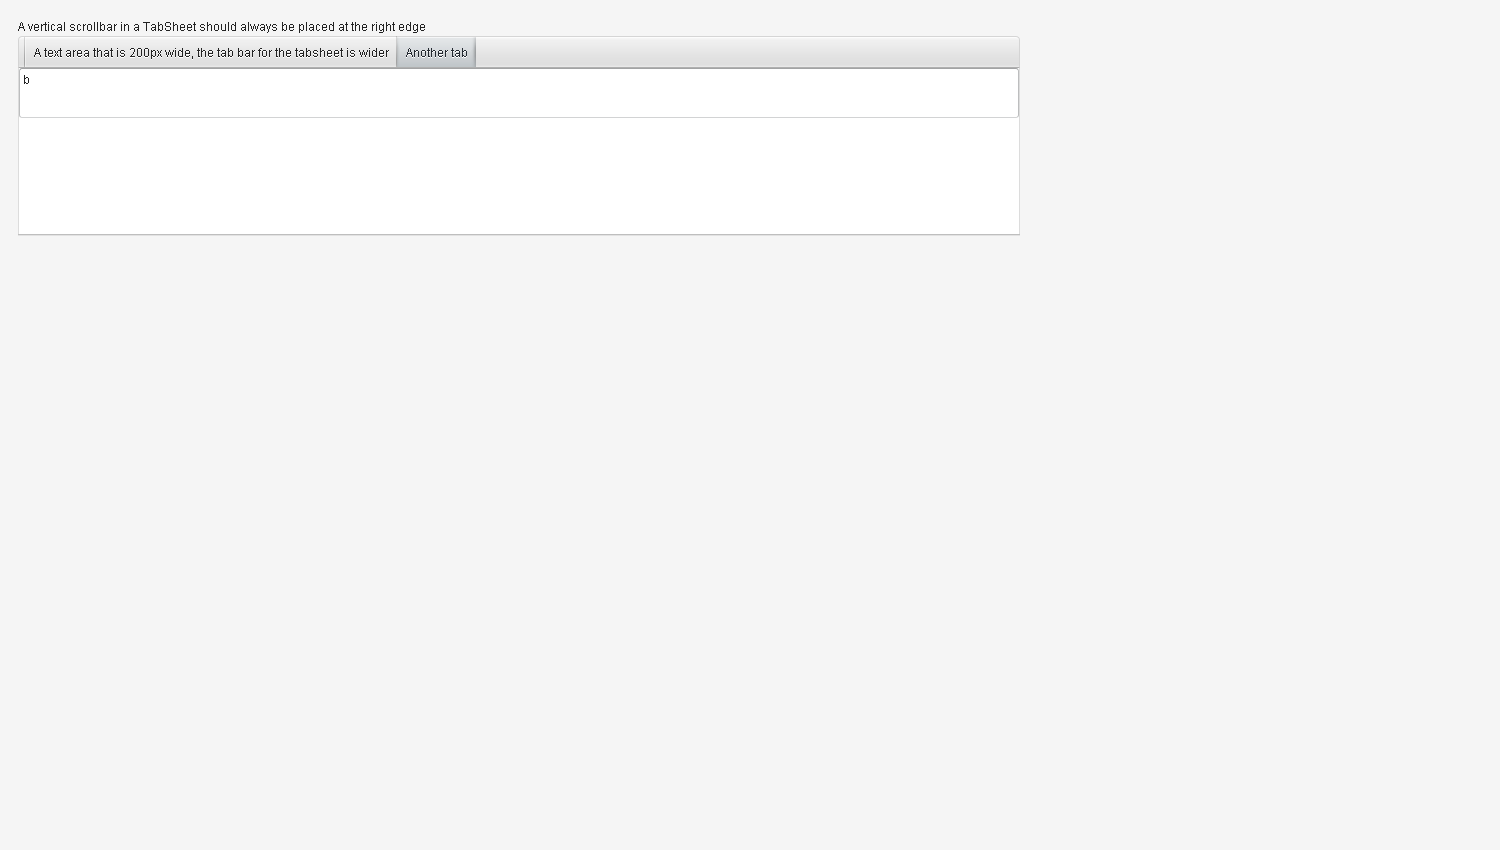 A vertical scrollbar in a TabSheet should always be placed at the right edge
A text area that is 200px wide, the tab bar for the tabsheet is wider Another tab
b